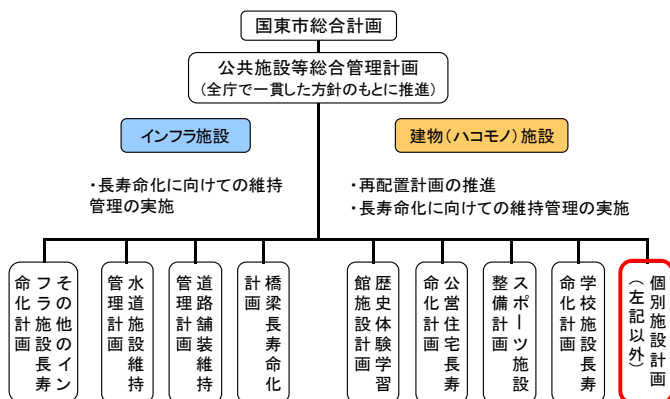 国東市総合計画
公共施設等総合管理計画
(全庁で一貫した方針のもとに推進)
インフラ施設
建物(ハコモノ)施設
・長寿命化に向けての維持
管理の実施
・再配置計画の推進
・長寿命化に向けての維持管理の実施
その他のイン
フラ施設長寿
命化計画
水道施設維持
管理計画
道路舗装維持
管理計画
橋梁長寿命化
計画
歴史体験学習
館施設計画
公営住宅長寿
命化計画
スポーツ施設
整備計画
学校施設長寿
命化計画
個別施設計画
(左記以外)